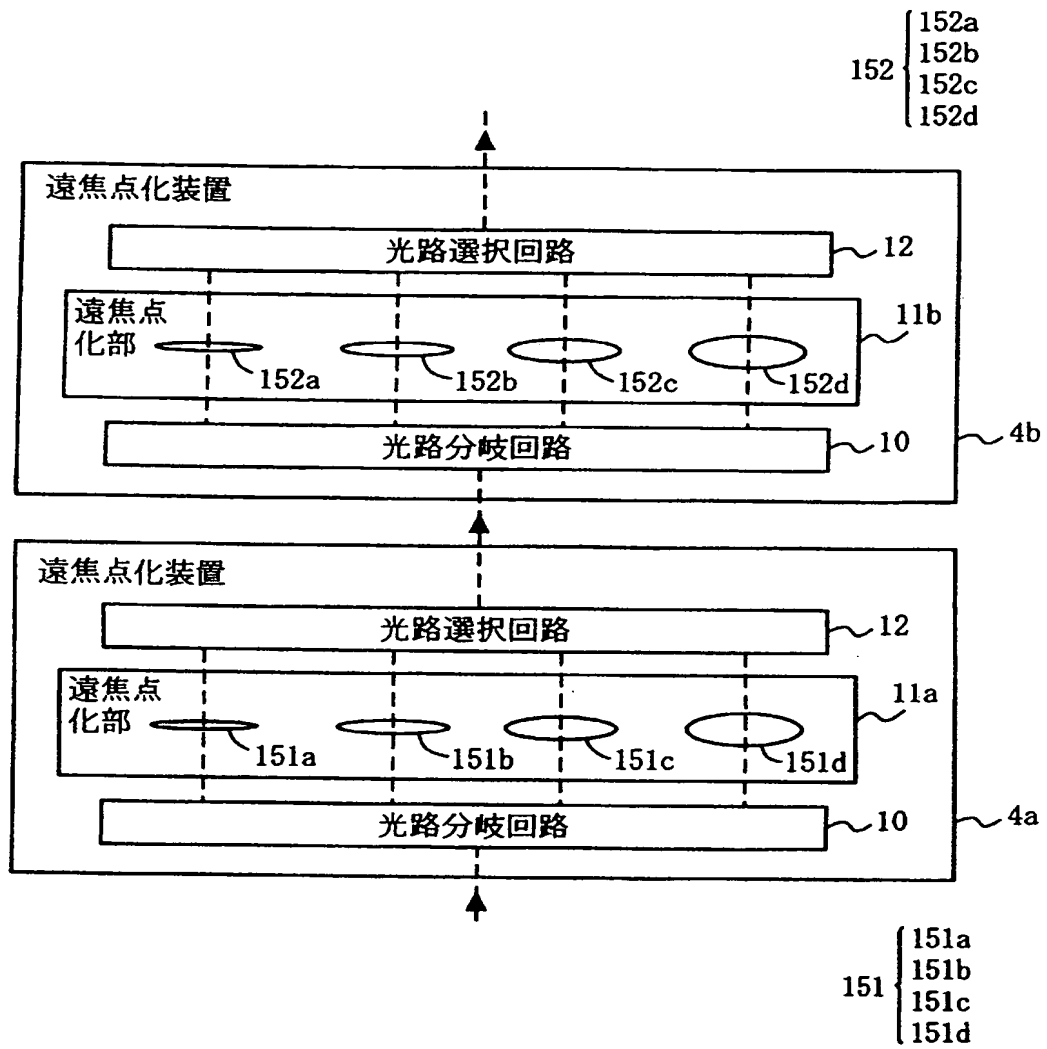 152
152a
152b
152c
152d
遠焦点化装置
光路選択回路
12
遠焦点
化部
11b
152a
152b
152c
152d
光路分岐回路
10
4b
遠焦点化装置
光路選択回路
12
遠焦点
化部
11a
151a
151b
151c
151d
光路分岐回路
10
4a
151
151a
151b
151c
151d